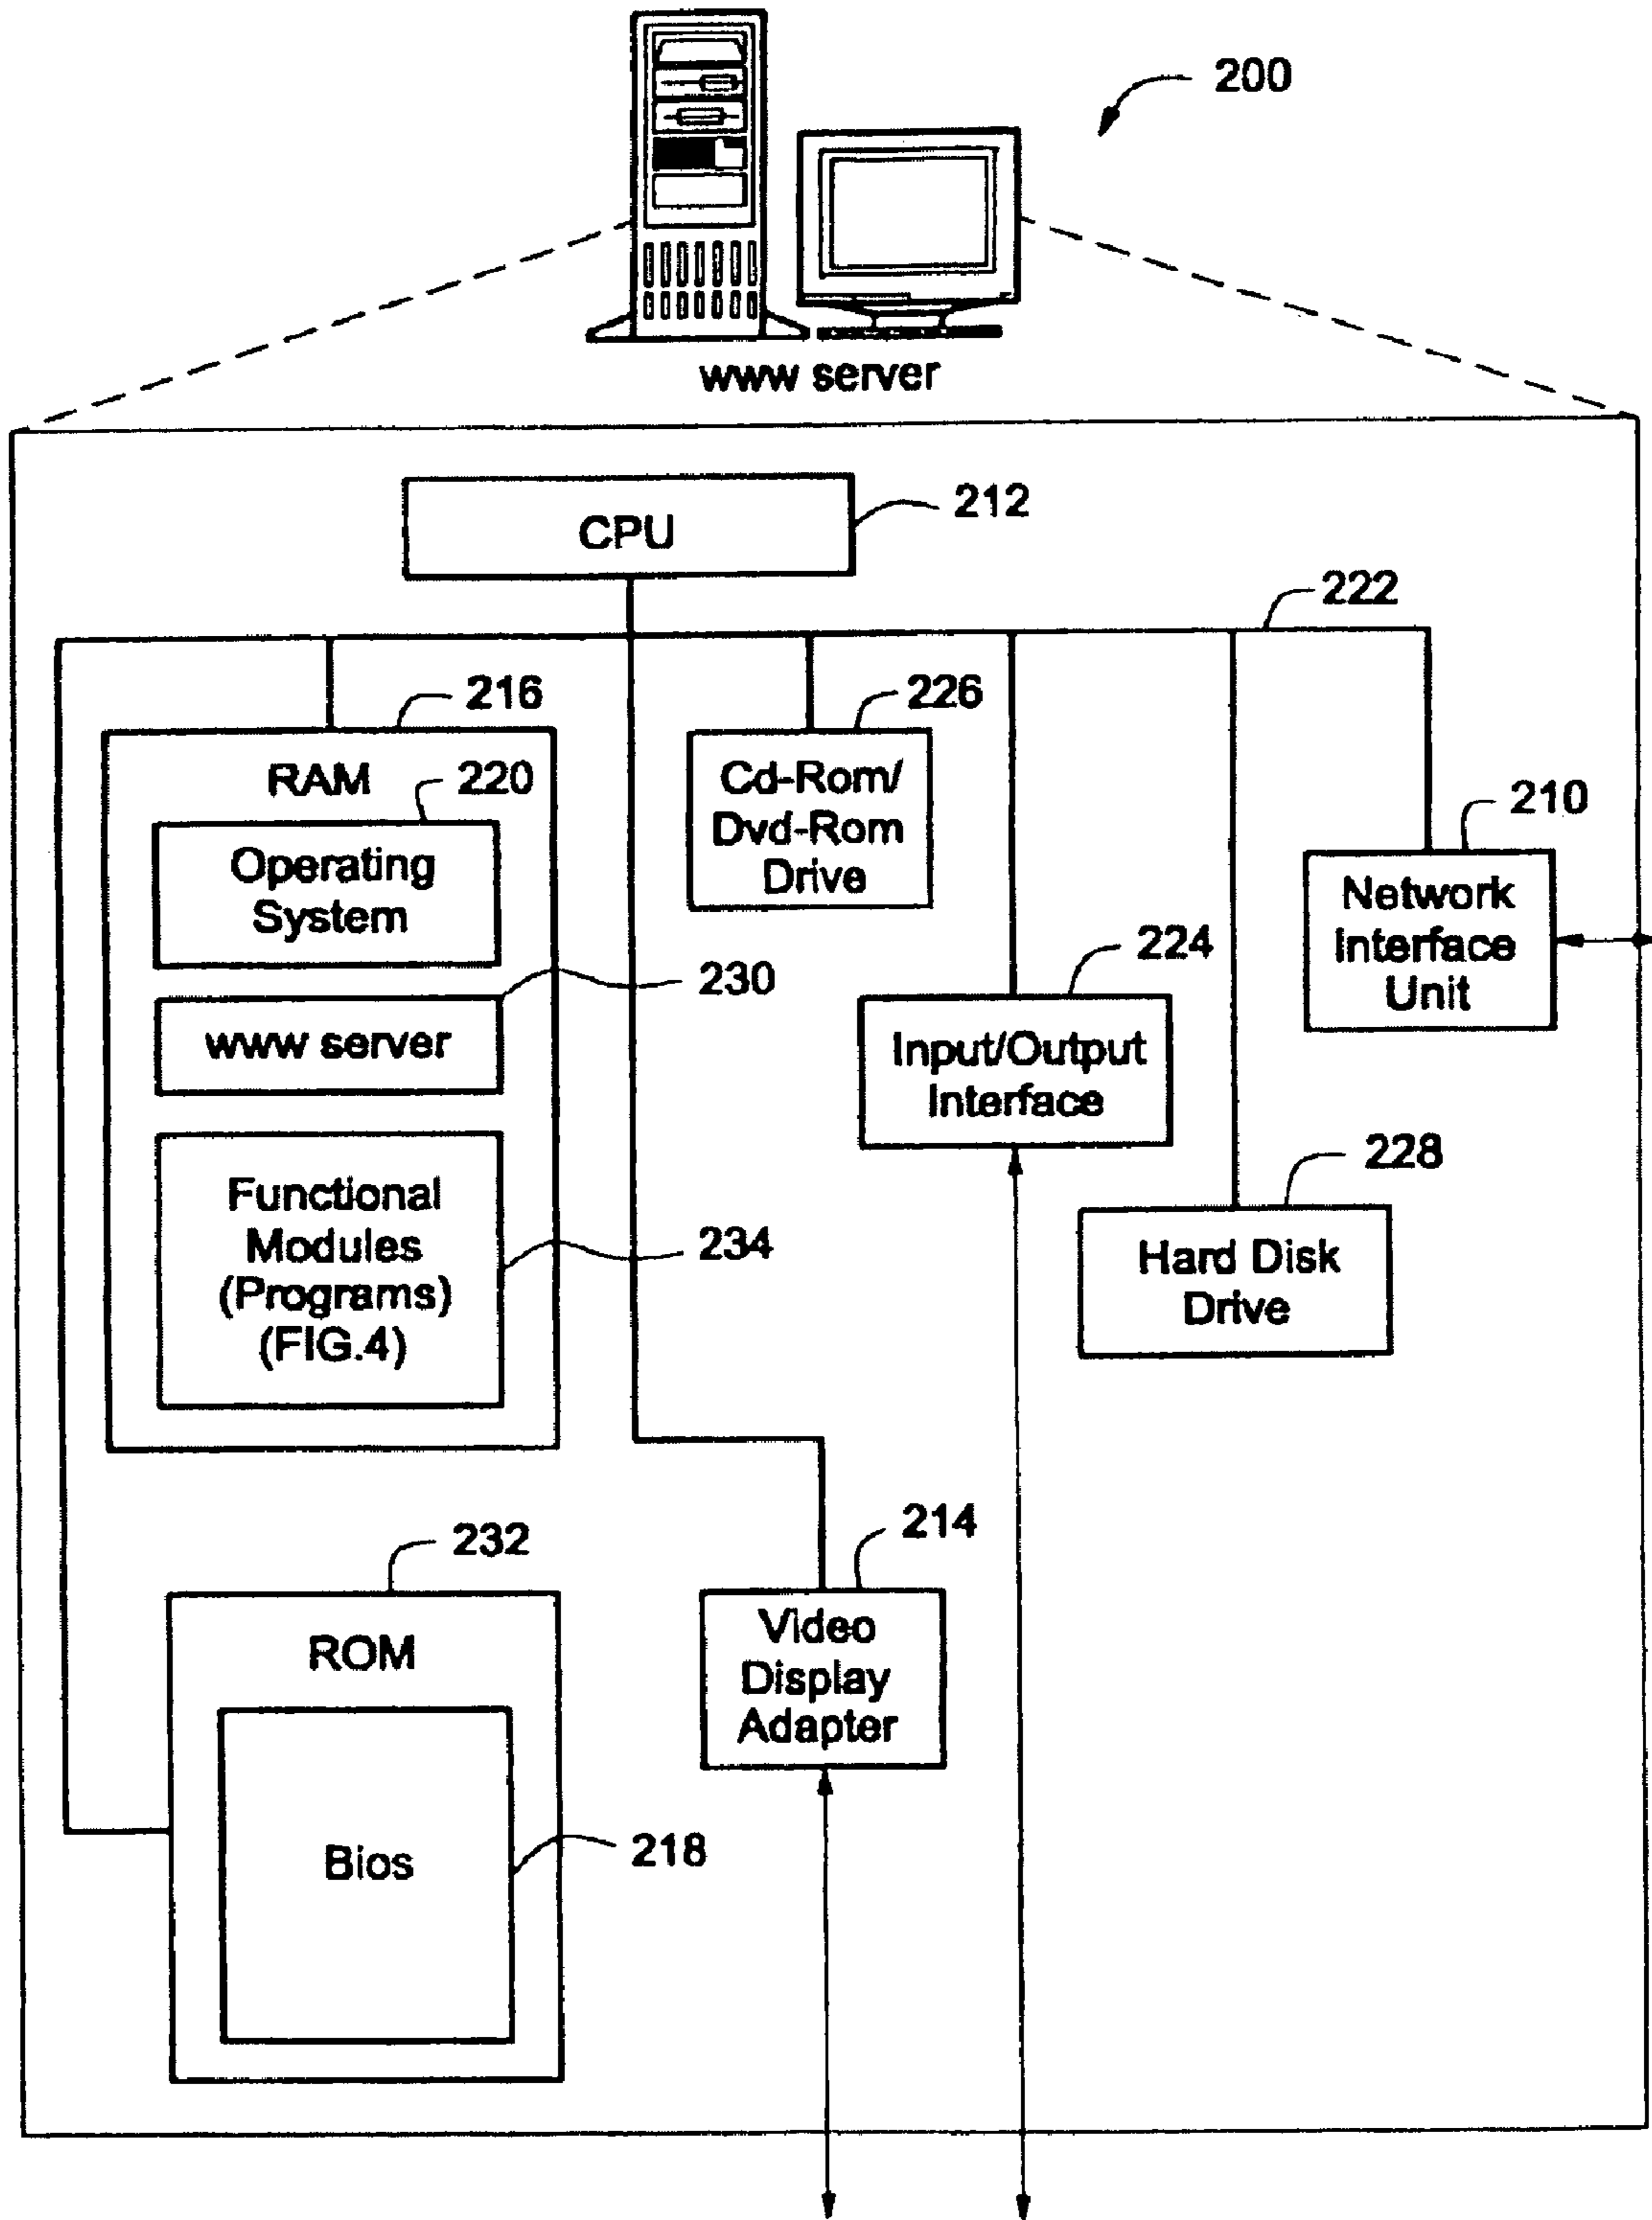 200
www server
CPU
212
222
216
RAM
220
Operating
System
230
www server
Functional
Modules
(Programs)
(FIG.4)
234
226
Cd-Rom/
Dvd-Rom
Drive
210
Network
Interface
Unit
224
Input/Output
Interface
228
Hard Disk
Drive
232
ROM
Bios
218
214
Video
Display
Adapter